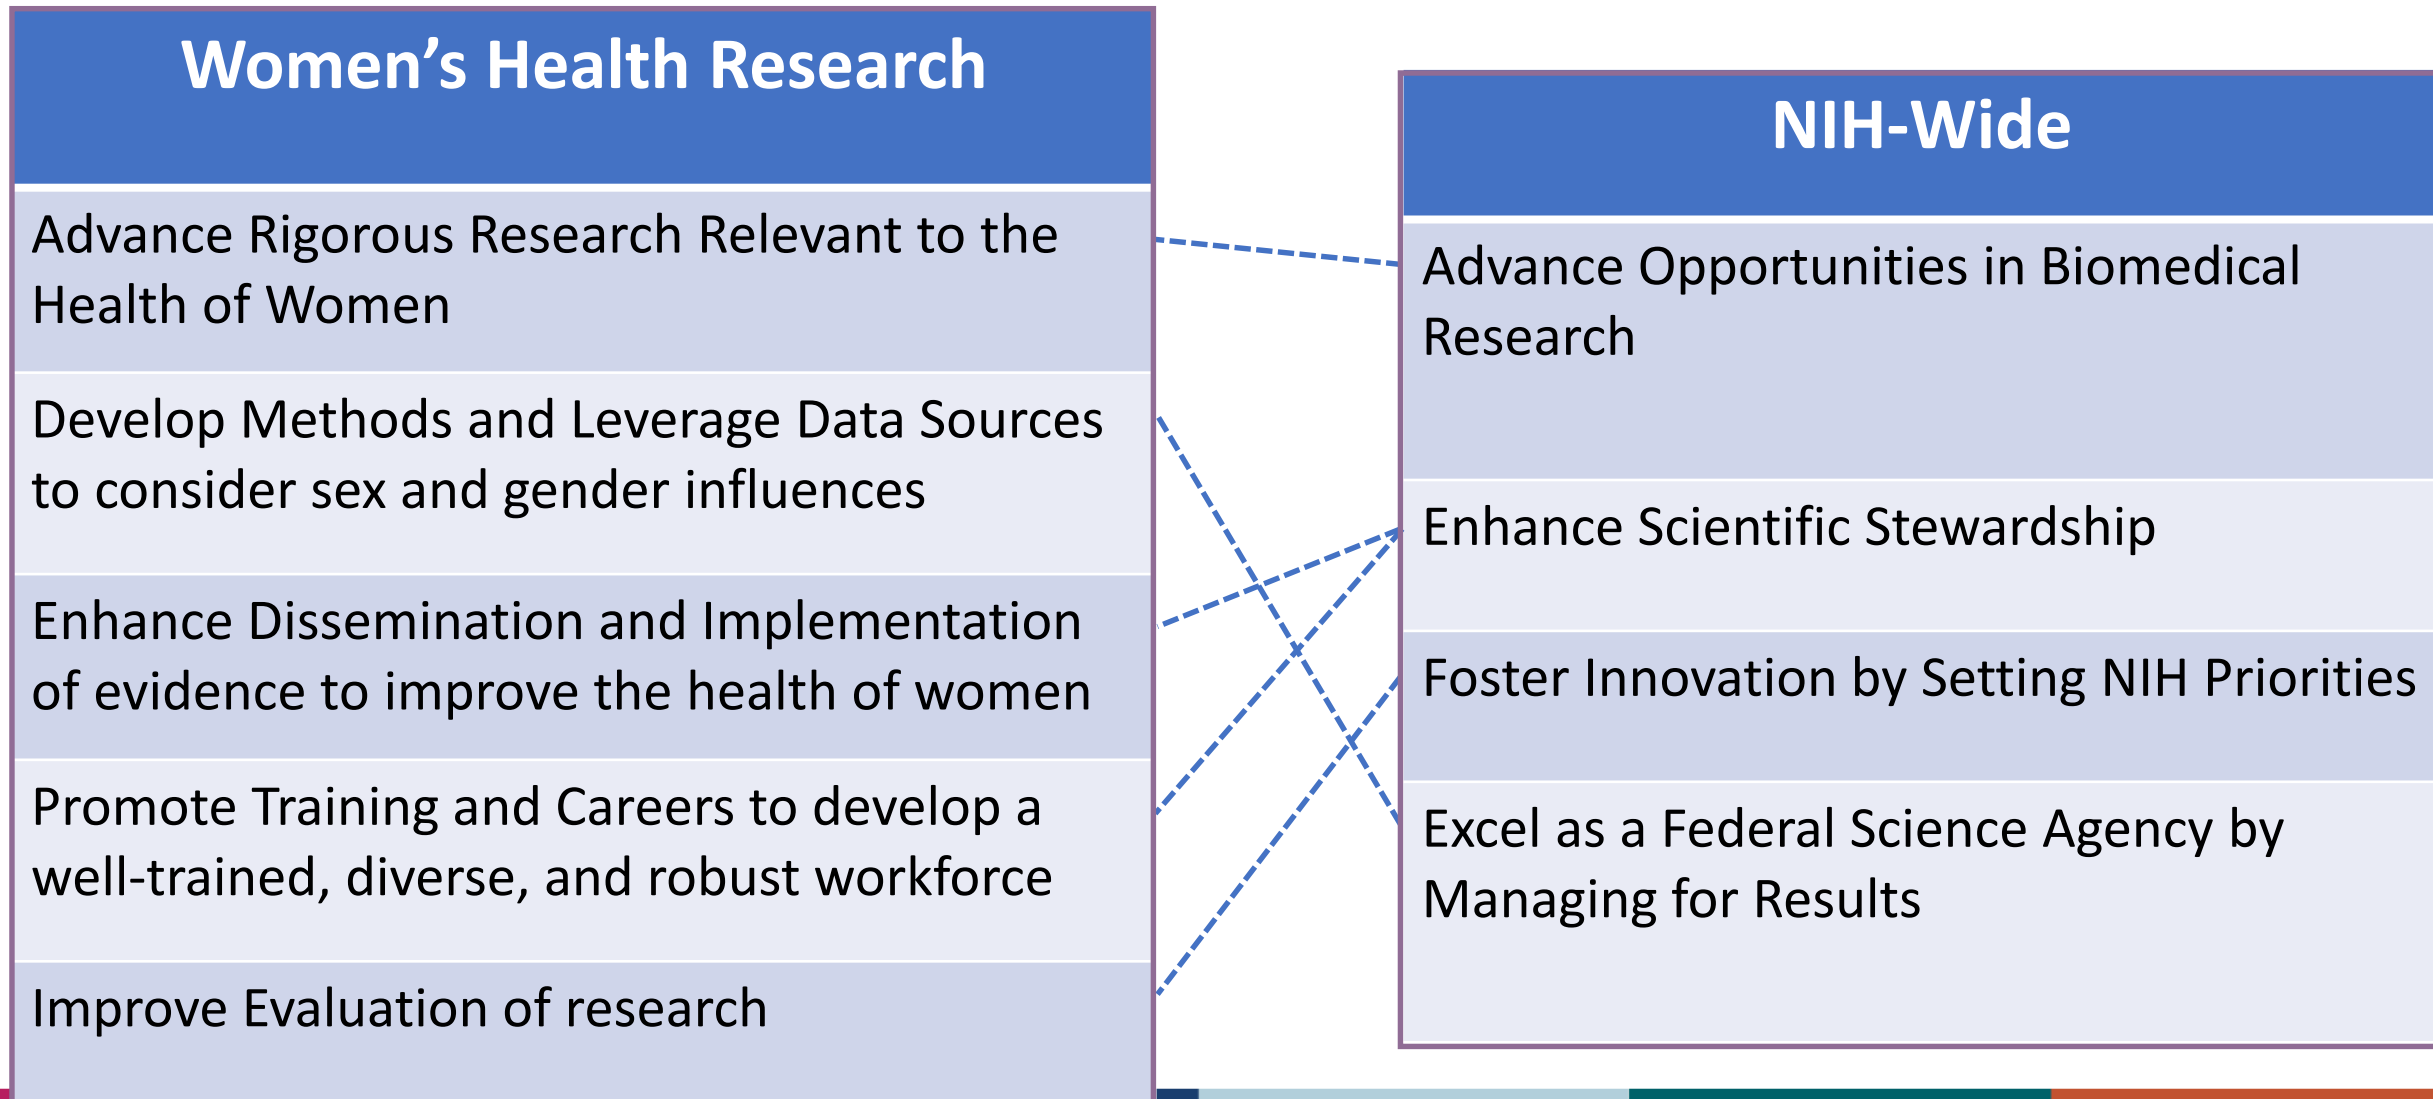 Women’s Health Research
Advance Rigorous Research Relevant to the
Health of Women
Develop Methods and Leverage Data Sources
to consider sex and gender influences
Enhance Dissemination and Implementation
of evidence to improve the health of women
Promote Training and Careers to develop a
well-trained, diverse, and robust workforce
Improve Evaluation of research
NIH-Wide
Advance Opportunities in Biomedical
Research
Enhance Scientific Stewardship
Foster Innovation by Setting NIH Priorities
Excel as a Federal Science Agency by
Managing for Results